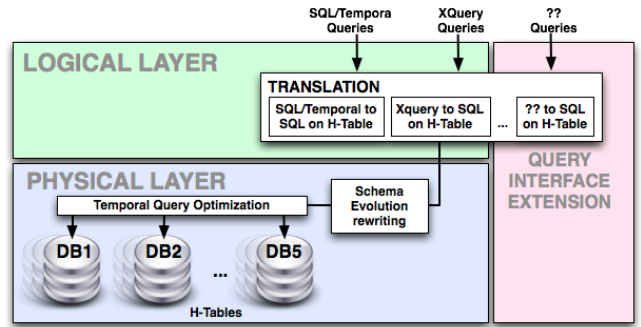 SQL/Tempora
Queries
XQuery
Queries
??
Queries
LOGICAL LAYER
TRANSLATION
SQL/Temporal to
SQL on H-Table
Xquery to SQL
on H-Table
...
?? to SQL
on H-Table
QUERY
INTERFACE
EXTENSION
PHYSICAL LAYER
Schema
Evolution
rewriting
Temporal Query Optimization
DB1
DB2
...
DB5
H-Tables